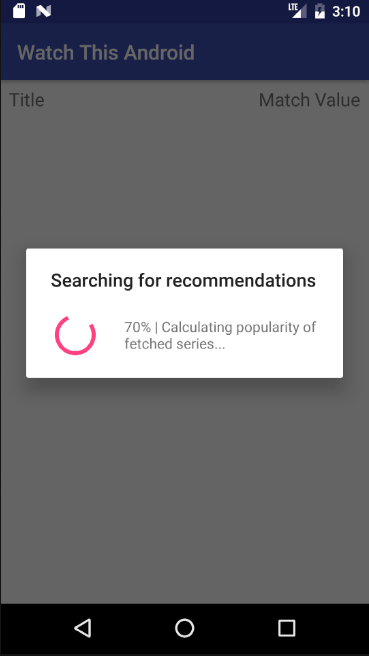 LTE 3:10
Watch This Android
Title Match Value
Searching for recommendations
70% | Calculating popularity of
fetched series...